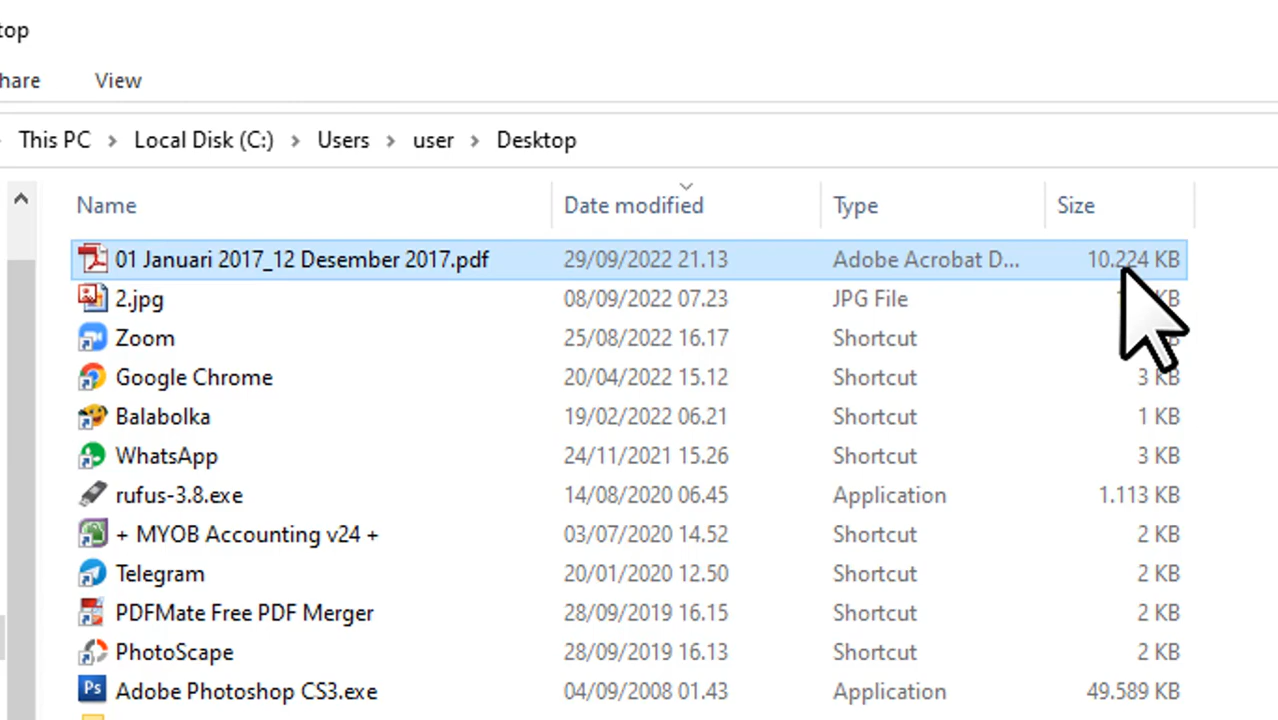 top
hare View
This PC > Local Disk (C:) > Users > user > Desktop
Name Date modified Type Size
01 Januari 2017_12 Desember 2017.pdf 29/09/2022 21.13 Adobe Acrobat D... 10.224 KB
2.jpg 08/09/2022 07.23 JPG File KB
Zoom 25/08/2022 16.17 Shortcut
Google Chrome 20/04/2022 15.12 Shortcut 3 KB
Balabolka 19/02/2022 06.21 Shortcut 1 KB
WhatsApp 24/11/2021 15.26 Shortcut 3 KB
rufus-3.8.exe 14/08/2020 06.45 Application 1.113 KB
+ MYOB Accounting v24 + 03/07/2020 14.52 Shortcut 2 KB
Telegram 20/01/2020 12.50 Shortcut 2 KB
PDFMate Free PDF Merger 28/09/2019 16.15 Shortcut 2 KB
PhotoScape 28/09/2019 16.13 Shortcut 2 KB
Ps Adobe Photoshop CS3.exe 04/09/2008 01.43 Application 49.589 KB